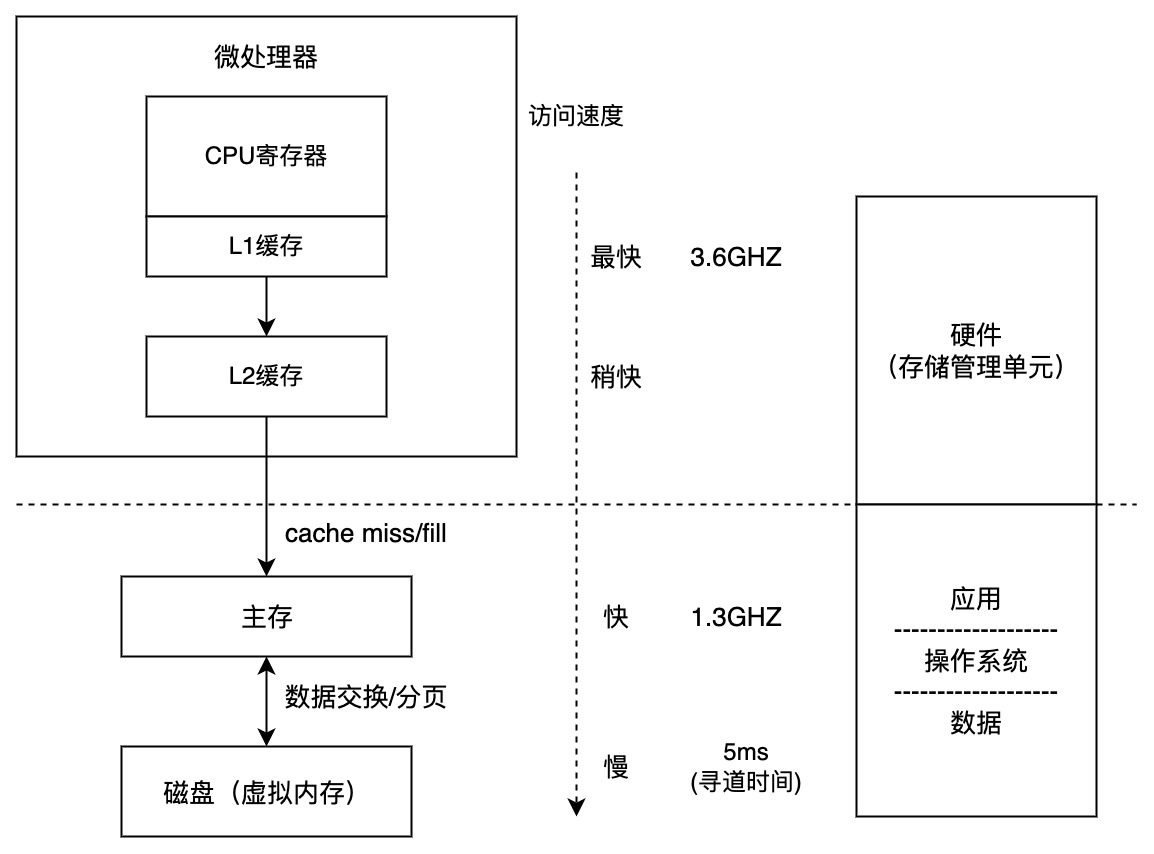 微处理器
CPU寄存器
L1缓存
L2缓存
访问速度
最快 3.6GHZ
稍快
硬件
（存储管理单元）
cache miss/fill
主存
快 1.3GHZ
数据交换/分页
磁盘（虚拟内存）
慢
5ms
(寻道时间)
应用
-------------------
操作系统
-------------------
数据